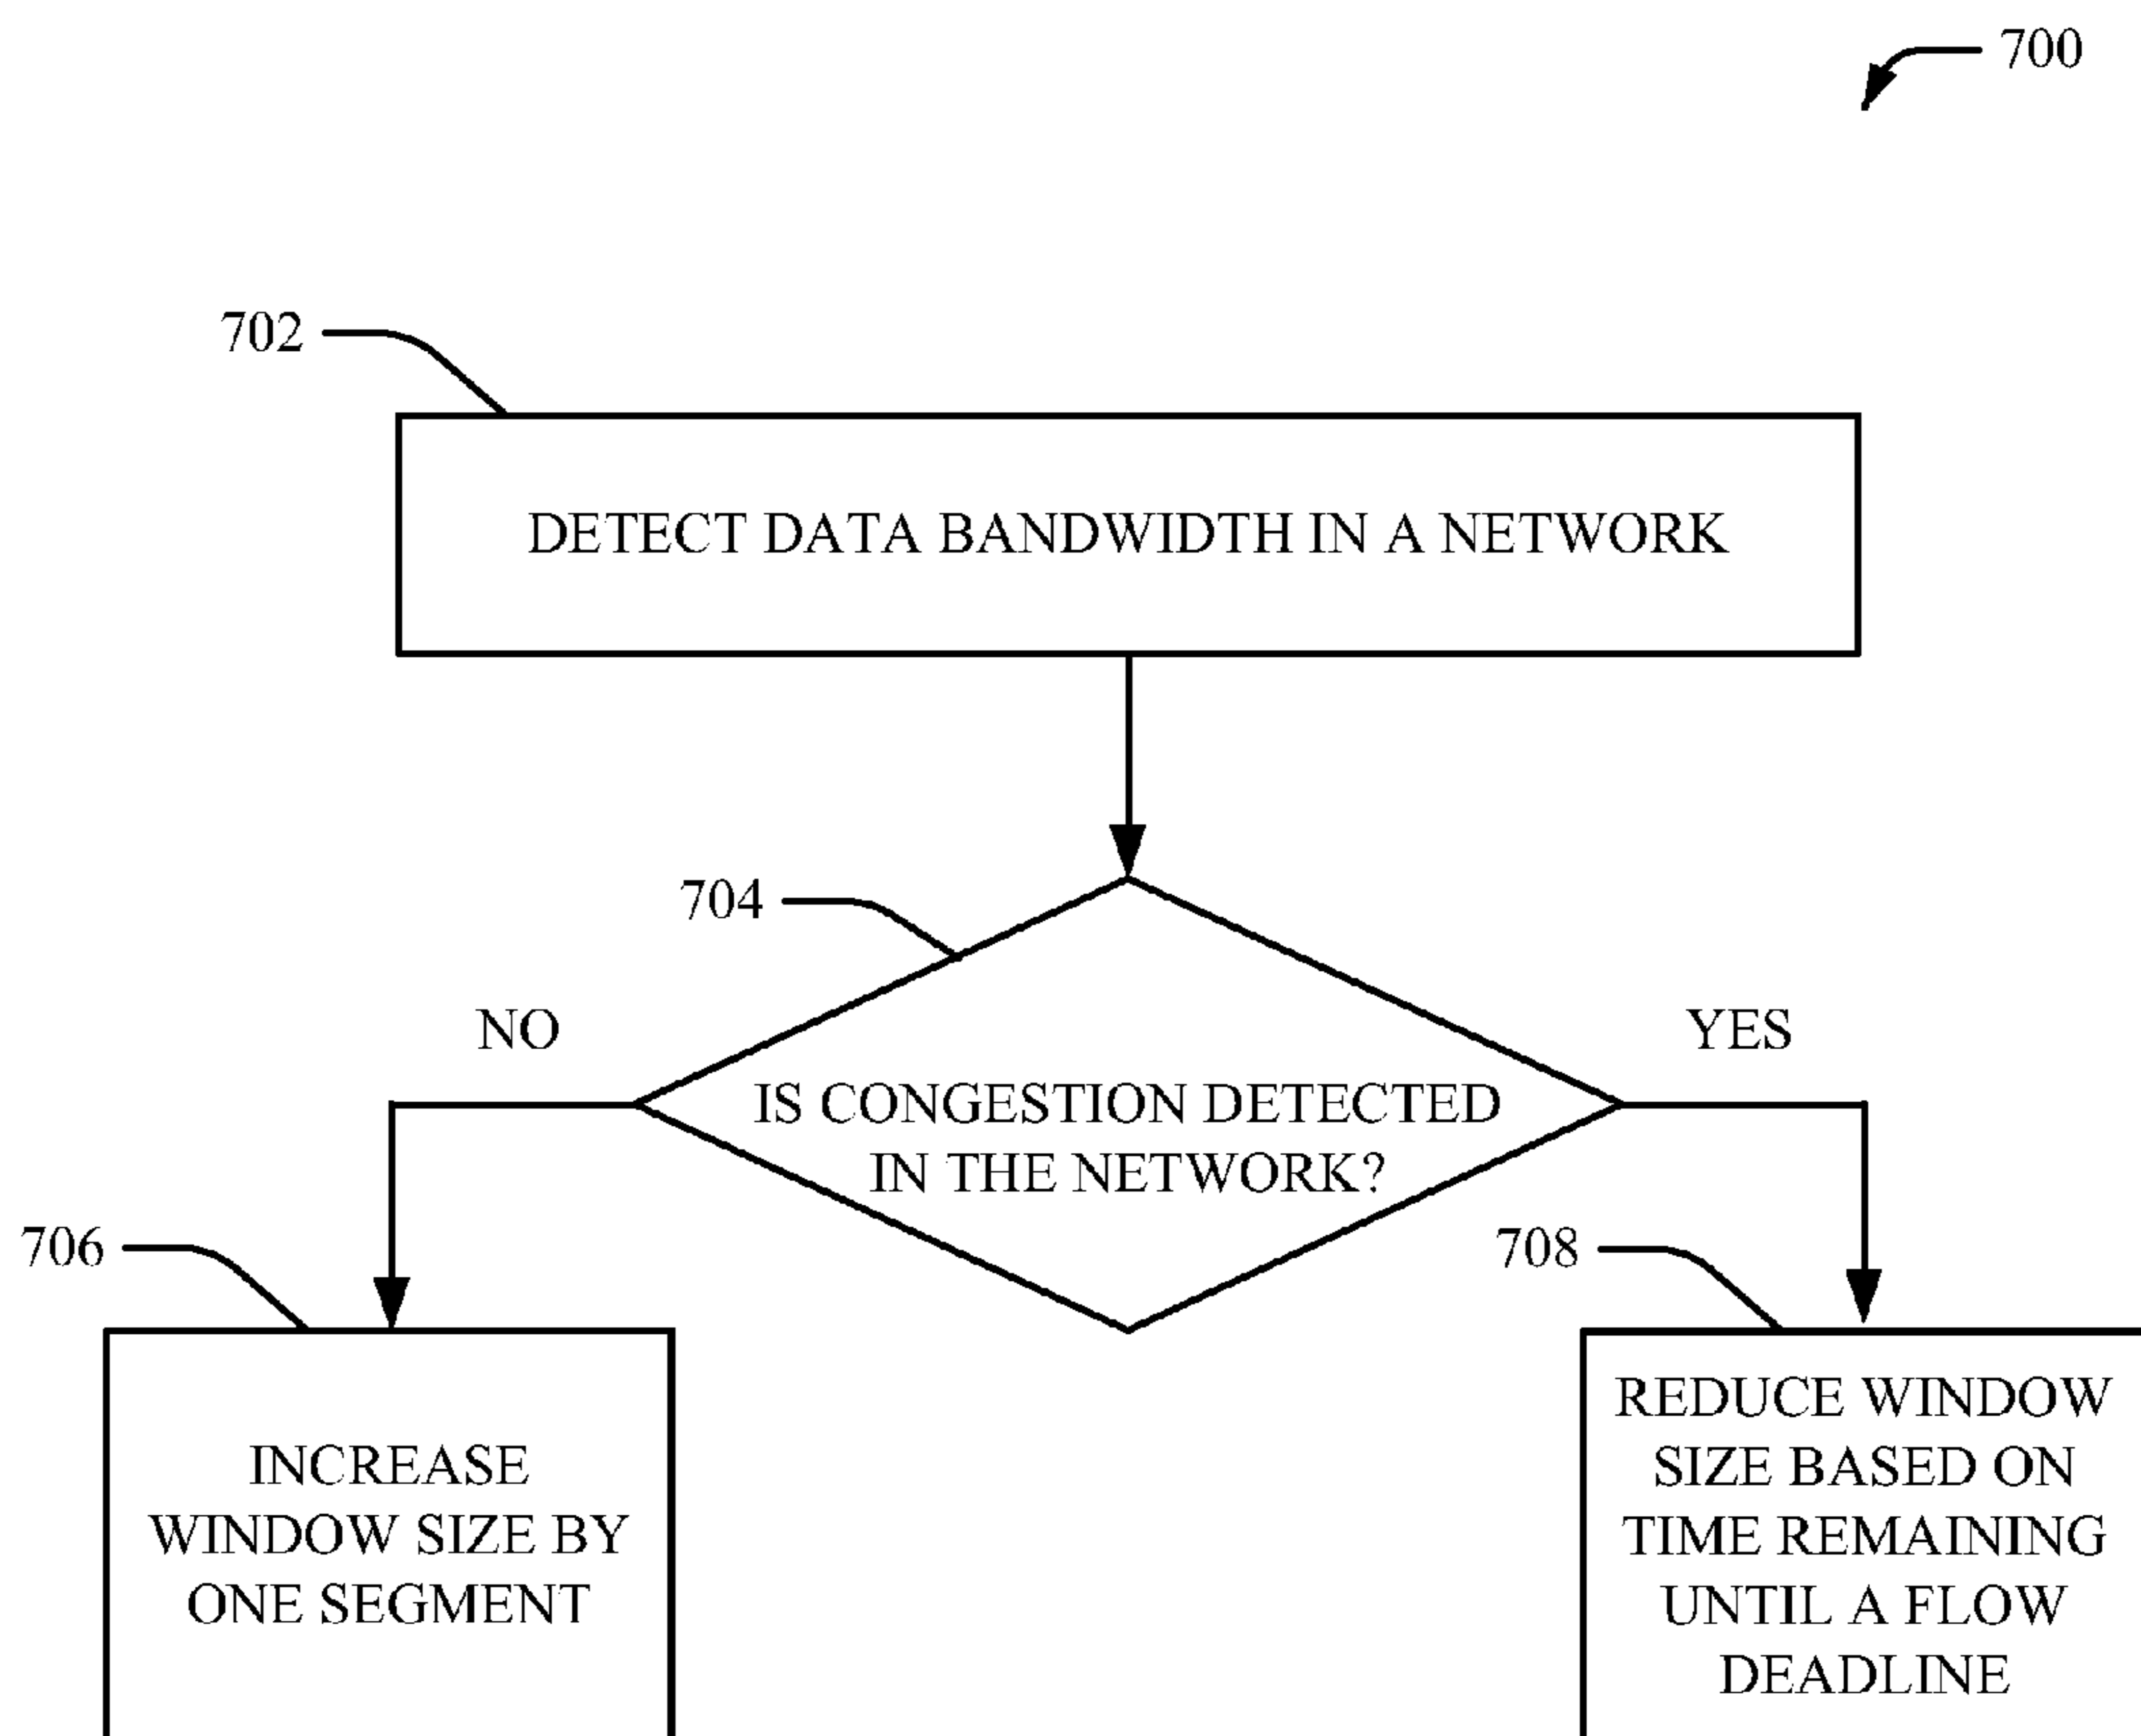 700
702
DETECT DATA BANDWIDTH IN A NETWORK
704
NO
YES
IS CONGESTION DETECTED
IN THE NETWORK?
706
708
INCREASE
WINDOW SIZE BY
ONE SEGMENT
REDUCE WINDOW
SIZE BASED ON
TIME REMAINING
UNTIL A FLOW
DEADLINE